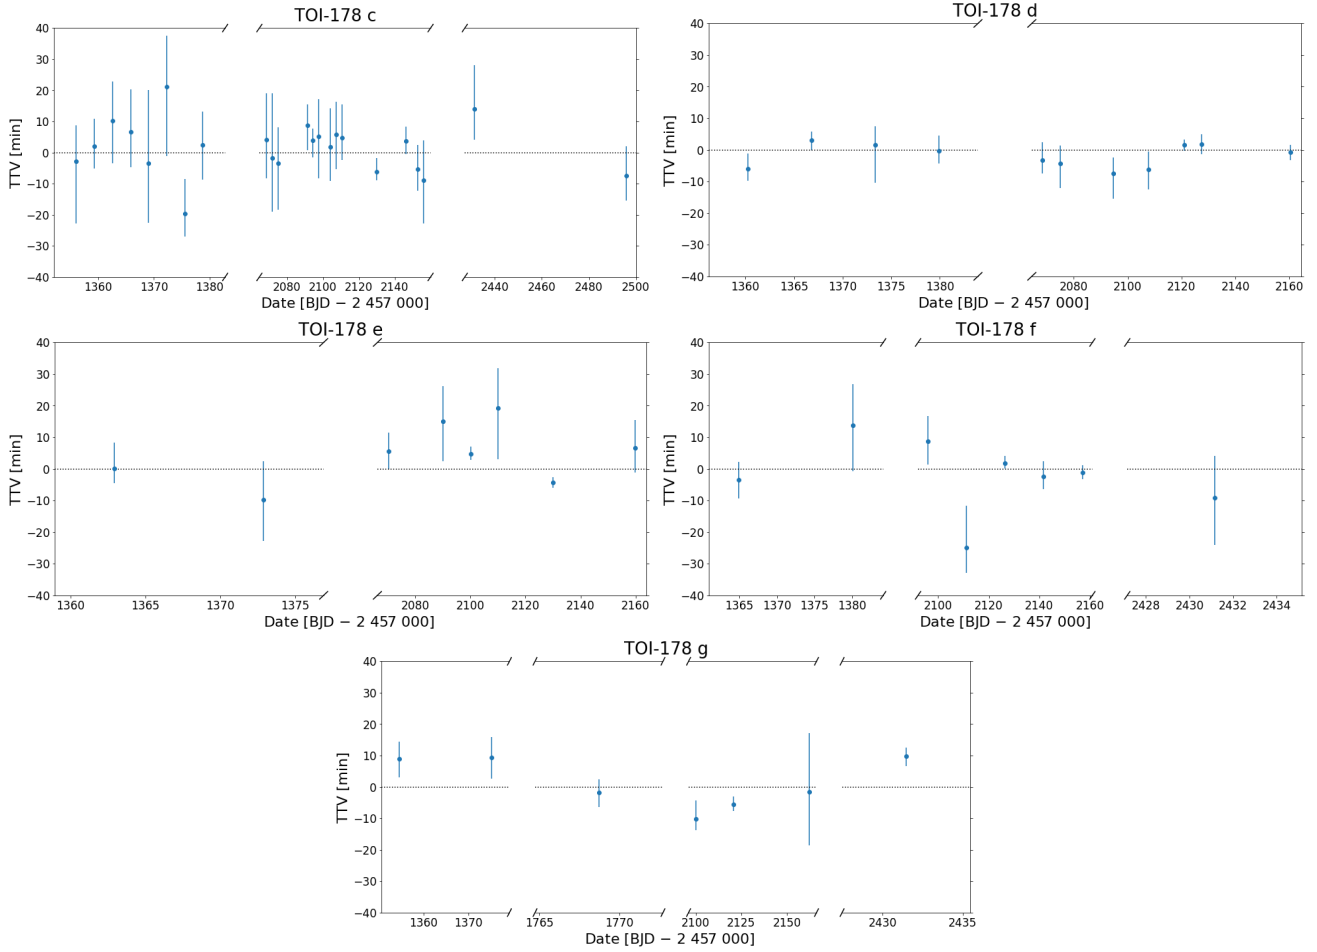 TOI-178 c
TTV [min]
40
30
20
10
0
−10
−20
−30
−40
1360 1370 1380 2080 2100 2120 2140 2440 2460 2480 2500
Date [BJD − 2 457 000]
TOI-178 d
TTV [min]
40
30
20
10
0
−10
−20
−30
−40
1360 1365 1370 1375 1380 2080 2100 2120 2140 2160
Date [BJD − 2 457 000]
TOI-178 e
TTV [min]
40
30
20
10
0
−10
−20
−30
−40
1360 1365 1370 1375 2080 2100 2120 2140 2160
Date [BJD − 2 457 000]
TOI-178 f
TTV [min]
40
30
20
10
0
−10
−20
−30
−40
1365 1370 1375 1380 2100 2120 2140 2160 2428 2430 2432 2434
Date [BJD − 2 457 000]
TOI-178 g
TTV [min]
40
30
20
10
0
−10
−20
−30
−40
1360 1370 1765 1770 2100 2125 2150 2430 2435
Date [BJD − 2 457 000]